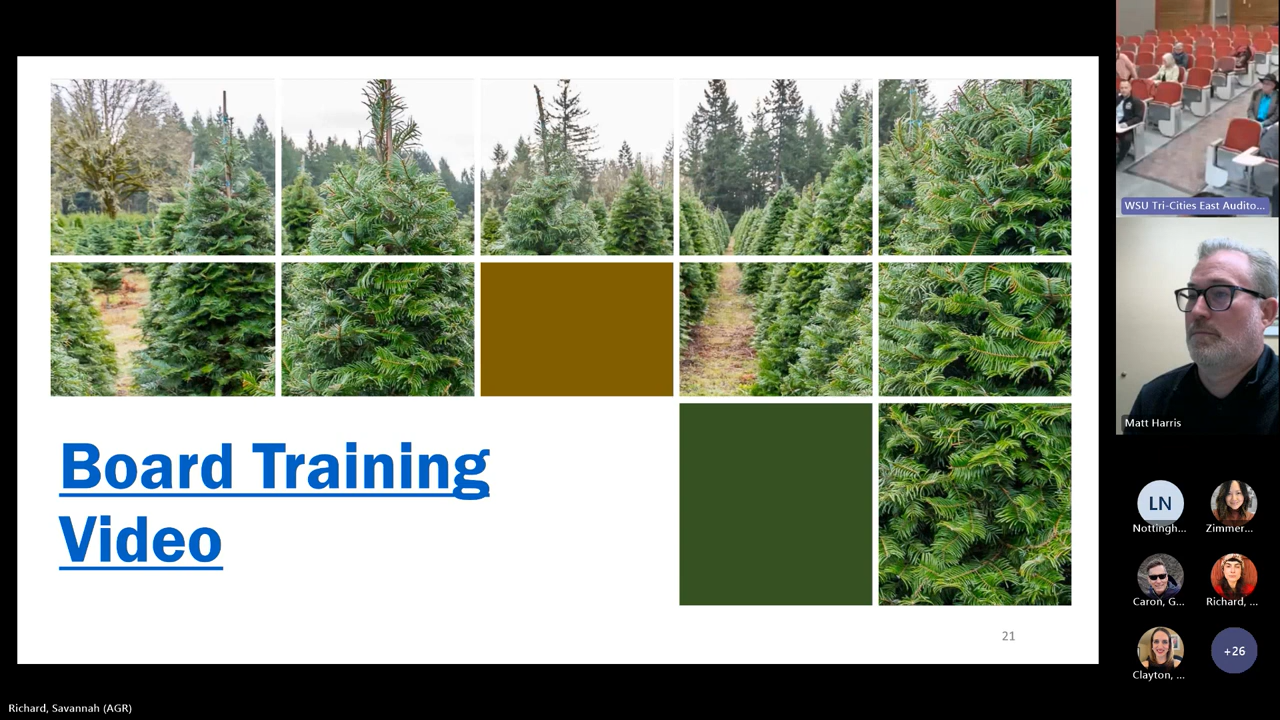 Board Training
Video
21
WSU Tri-Cities East Audito...
Matt Harris
LN
Nottingh...
Zimmer...
Caron, G...
Richard, ...
Clayton, ...
+26
Richard, Savannah (AGR)